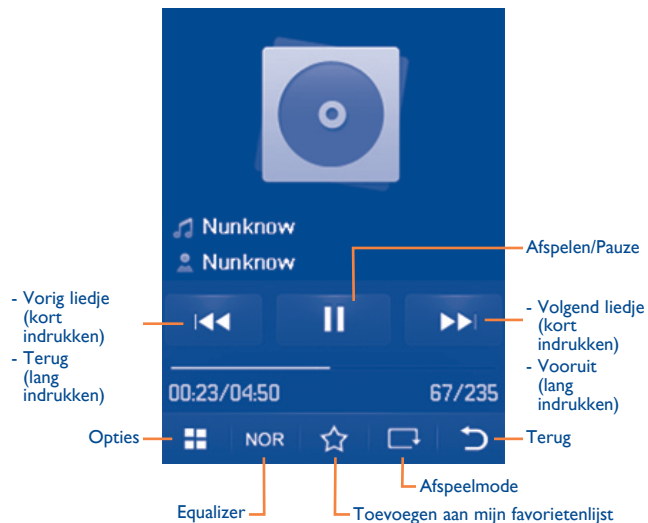 Nunknow
Nunknow
Afspelen/Pauze
- Vorig liedje
(kort
indrukken)
- Terug
(lang
indrukken)
- Volgend liedje
(kort
indrukken)
- Vooruit
(lang
indrukken)
00:23/04:50
67/235
Opties
NOR
Terug
Afspeelmode
Equalizer
Toevoegen aan mijn favorietenlijst